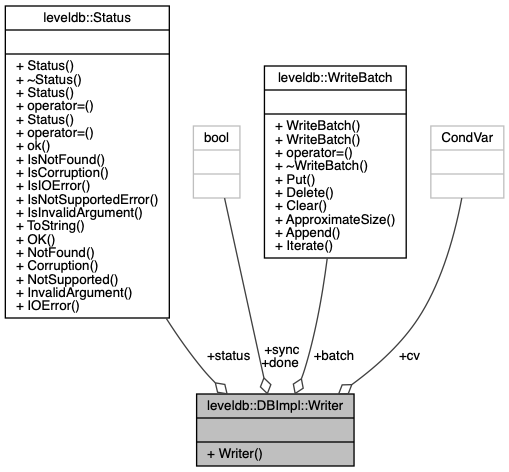 leveldb::Status
+ Status()
+ ~Status()
+ Status()
+ operator=()
+ Status()
+ operator=()
+ ok()
+ IsNotFound()
+ IsCorruption()
+ IsIOError()
+ IsNotSupportedError()
+ IsInvalidArgument()
+ ToString()
+ OK()
+ NotFound()
+ Corruption()
+ NotSupported()
+ InvalidArgument()
+ IOError()
bool
leveldb::WriteBatch
+ WriteBatch()
+ WriteBatch()
+ operator=()
+ ~WriteBatch()
+ Put()
+ Delete()
+ Clear()
+ ApproximateSize()
+ Append()
+ Iterate()
CondVar
+status
+sync
+done
+batch
+cv
leveldb::DBImpl::Writer
+ Writer()